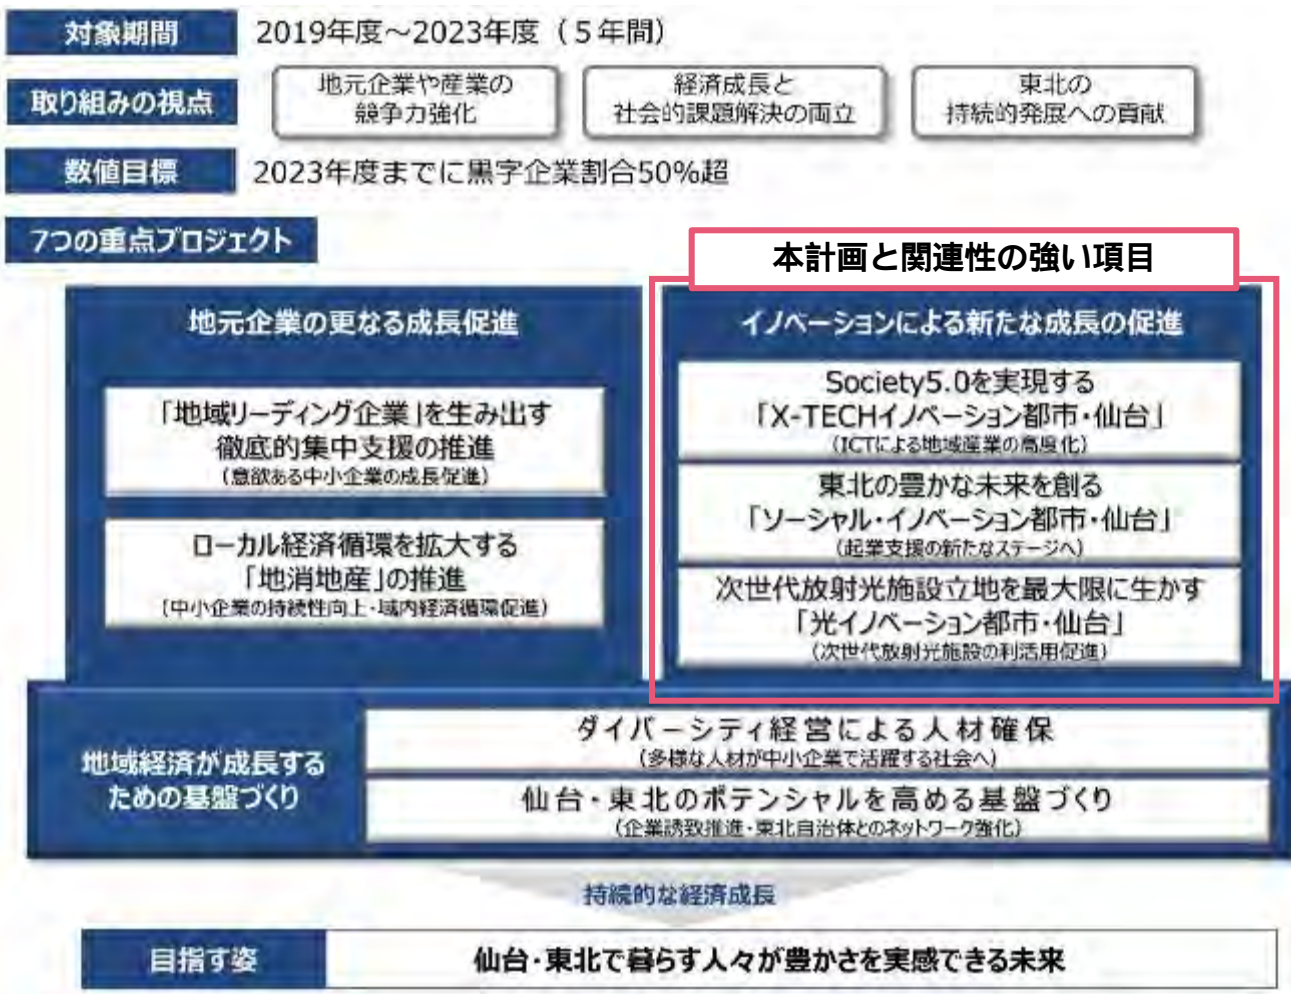 対象期間
2019年度～2023年度（５年間）
取り組みの視点
地元企業や産業の
競争力強化
経済成長と
社会的課題解決の両立
東北の
持続的発展への貢献
数値目標
2023年度までに黒字企業割合50%超
7つの重点プロジェクト
本計画と関連性の強い項目
地元企業の更なる成長促進
「地域リーディング企業」を生み出す
徹底的集中支援の推進
（意欲ある中小企業の成長促進）
ローカル経済循環を拡大する
「地消地産」の推進
（中小企業の持続性向上・域内経済循環促進）
イノベーションによる新たな成長の促進
Society5.0を実現する
「X-TECHイノベーション都市・仙台」
（ICTによる地域産業の高度化）
東北の豊かな未来を創る
「ソーシャル・イノベーション都市・仙台」
（起業支援の新たなステージへ）
次世代放射光施設立地を最大限に生かす
「光イノベーション都市・仙台」
（次世代放射光施設の利活用促進）
地域経済が成長する
ための基盤づくり
ダイバーシティ経営による人材確保
（多様な人材が中小企業で活躍する社会へ）
仙台・東北のポテンシャルを高める基盤づくり
（企業誘致推進・東北自治体とのネットワーク強化）
持続的な経済成長
目指す姿
仙台・東北で暮らす人々が豊かさを実感できる未来